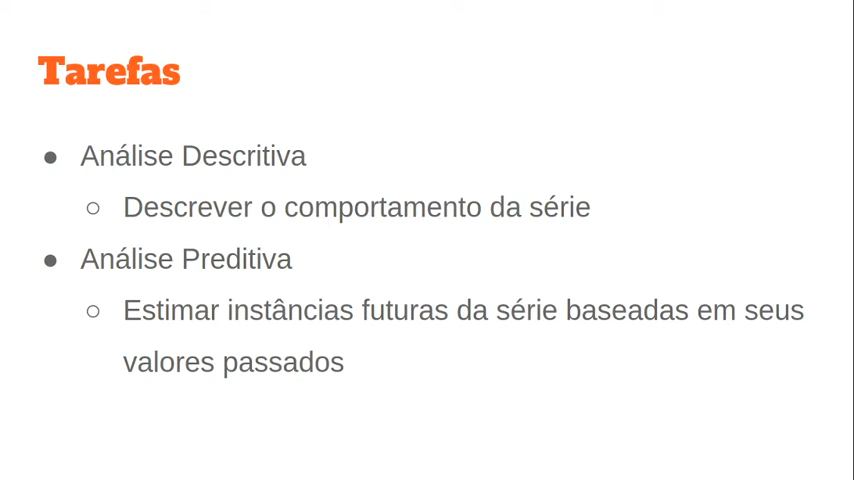 Tarefas
● Análise Descritiva
○ Descrever o comportamento da série
● Análise Preditiva
○ Estimar instâncias futuras da série baseadas em seus
valores passados